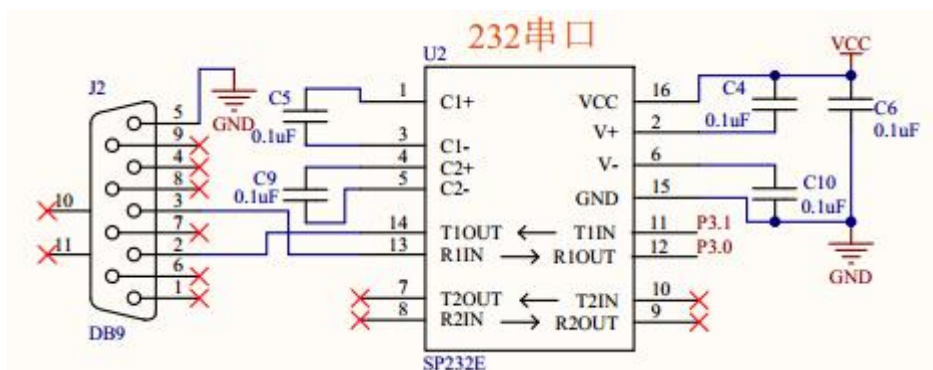 232串口
U2
VCC
J2
5
9
4
8
3
7
2
6
1
10
11
DB9
GND
C5
0.1uF
C9
0.1uF
1
3
4
5
14
13
7
8
C1+
C1-
C2+
C2-
T1OUT
R1IN
T2OUT
R2IN
VCC
V+
V-
GND
T1IN
R1OUT
T2IN
R2OUT
16
2
6
15
11
12
10
9
P3.1
P3.0
C4
0.1uF
C6
0.1uF
C10
0.1uF
GND
SP232E